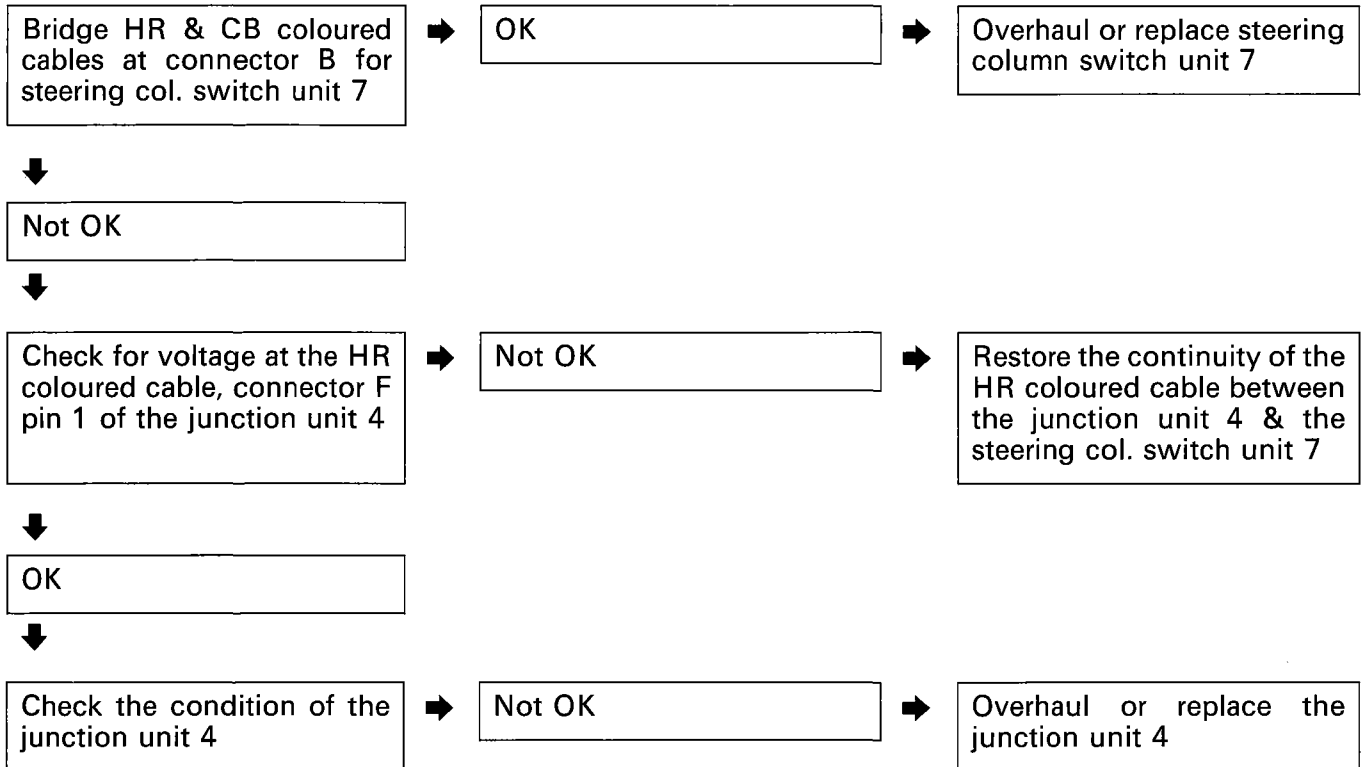 Bridge HR & CB coloured
cables at connector B for
steering col. switch unit 7
OK
Overhaul or replace steering
column switch unit 7
Not OK
Check for voltage at the HR
coloured cable, connector F
pin 1 of the junction unit 4
Not OK
Restore the continuity of the
HR coloured cable between
the junction unit 4 & the
steering col. switch unit 7
OK
Check the condition of the
junction unit 4
Not OK
Overhaul or replace the
junction unit 4